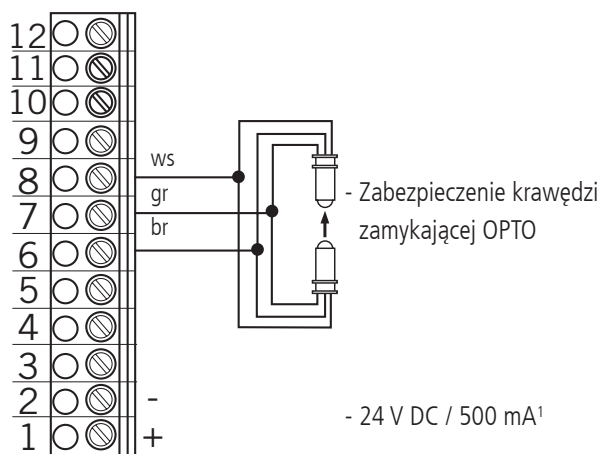 12
11
10
9
8
7
6
5
4
3
2
1
ws
gr
br
- Zabezpieczenie krawędzi
zamykającej OPTO
-
+
- 24 V DC / 500 mA¹